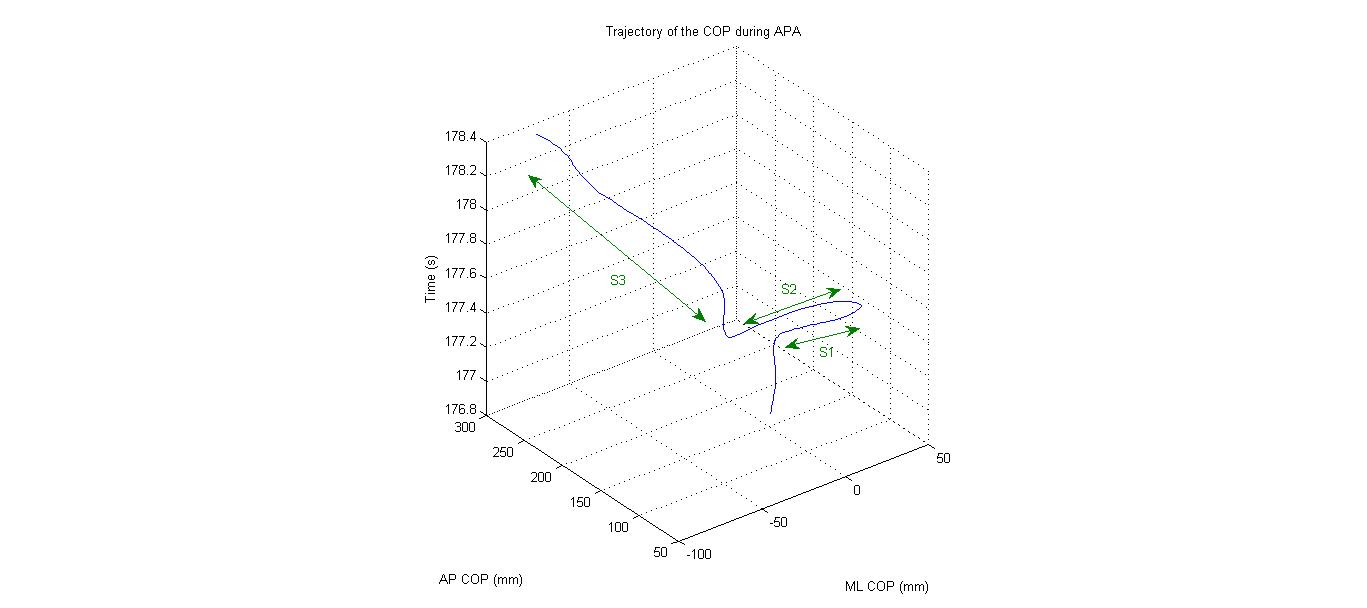 Trajectory of the COP during APA
178.4
178.2
178
177.8
177.6
177.4
177.2
177
176.8
Time (s)
S3
S2
S1
300
250
200
150
100
50
AP COP (mm)
-100
-50
0
50
ML COP (mm)